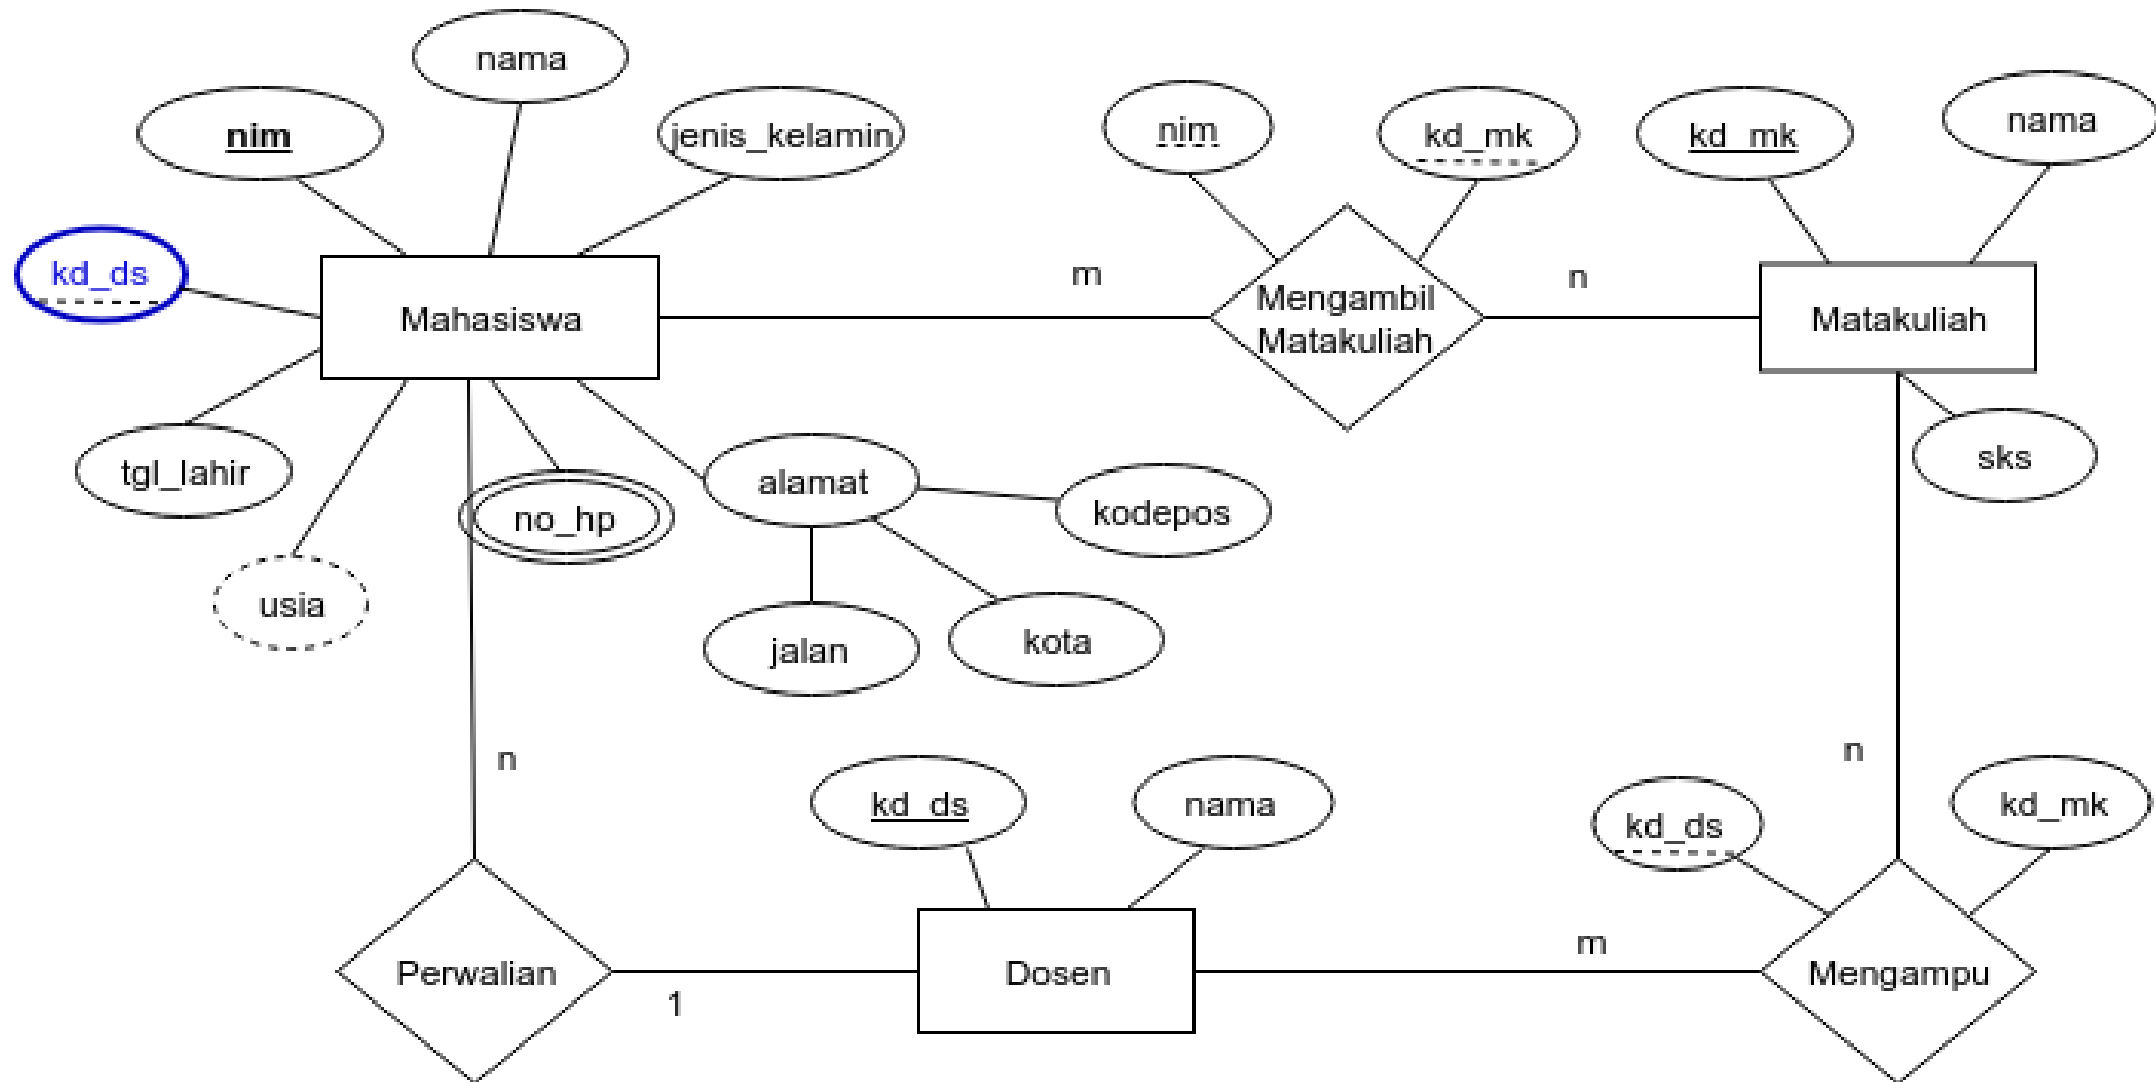 nama
nim
jenis_kelamin
nim
kd_mk
kd_mk
nama
kd_ds
Mahasiswa
m
Mengambil
Matakuliah
n
Matakuliah
tgl_lahir
usia
no_hp
alamat
kodepos
jalan
kota
sks
n
n
kd_ds
nama
kd_ds
kd_mk
Perwalian
1
Dosen
m
Mengampu